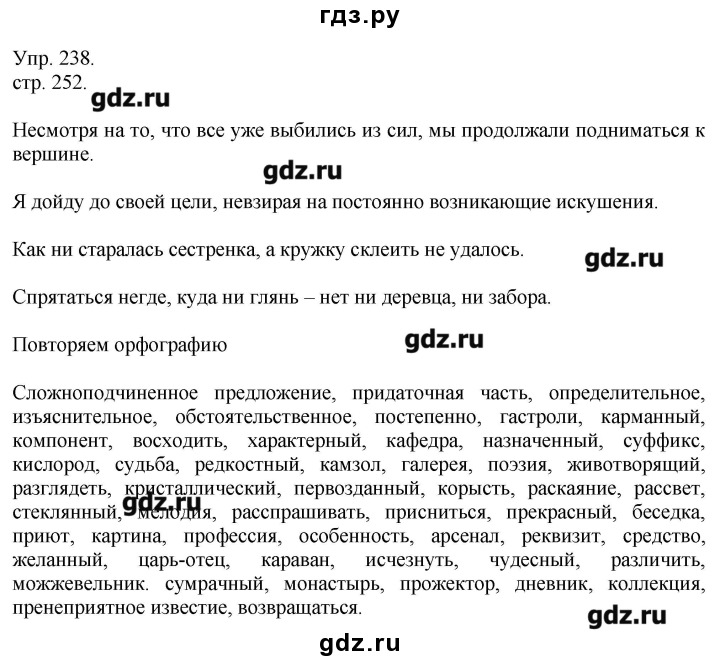 гдз.ру
Упр. 238.
стр. 252.
gdz.ru
Несмотря на то, что все уже выбились из сил, мы продолжали подниматься к
вершине.
gdz.ru
Я дойду до своей цели, невзирая на постоянно возникающие искушения.
Как ни старалась сестренка, а кружку склеить не удалось.
gdz.ru
Спрятаться негде, куда ни глянь – нет ни деревца, ни забора.
Повторяем орфографию
gdz.ru
Сложноподчиненное предложение, придаточная часть, определительное,
изъяснительное, обстоятельственное, постепенно, гастроли, карманный,
компонент, восходить, характерный, кафедра, назначенный, суффикс,
кислород, судьба, редкостный, камзол, галерея, поэзия, животворящий,
разглядеть, кристаллический, первозданный, корысть, раскаяние, рассвет,
gdz.ru
стеклянный, мелодия, расспрашивать, присниться, прекрасный, беседка,
приют, картина, профессия, особенность, арсенал, реквизит, средство,
желанный, царь-отец, караван, исчезнуть, чудесный, различить,
можжевельник. сумрачный, монастырь, прожектор, дневник, коллекция,
пренеприятное известие, возвращаться.
gdz.ru
gdz.ru